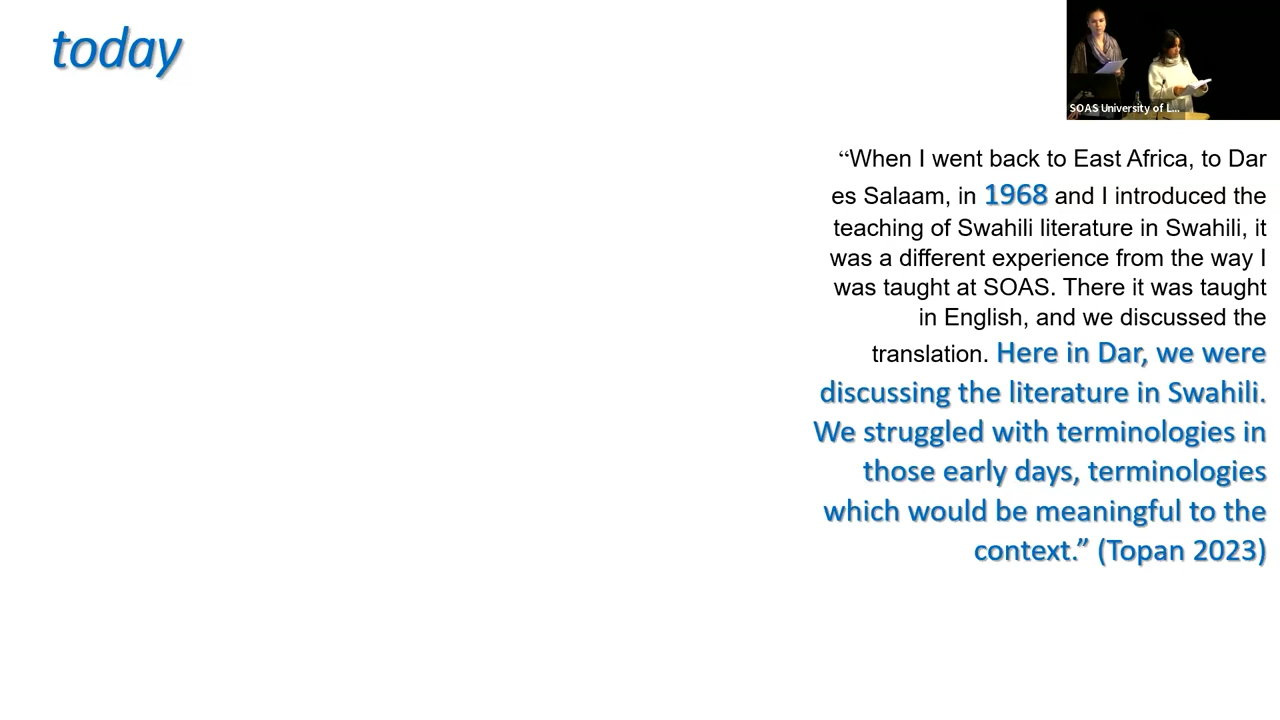 today
SOAS University of L...
“When I went back to East Africa, to Dar
es Salaam, in 1968 and I introduced the
teaching of Swahili literature in Swahili, it
was a different experience from the way I
was taught at SOAS. There it was taught
in English, and we discussed the
translation. Here in Dar, we were
discussing the literature in Swahili.
We struggled with terminologies in
those early days, terminologies
which would be meaningful to the
context.” (Topan 2023)